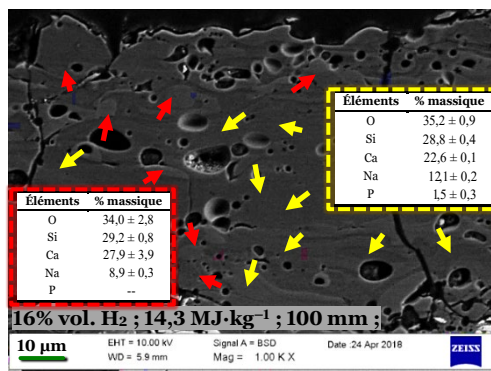 Éléments % massique
O 35,2 ± 0,9
Si 28,8 ± 0,4
Ca 22,6 ± 0,1
Na 12,1 ± 0,2
P 1,5 ± 0,3
Éléments % massique
O 34,0 ± 2,8
Si 29,2 ± 0,8
Ca 27,9 ± 3,9
Na 8,9 ± 0,3
P --
16% vol. H2 ; 14,3 MJ·kg⁻¹ ; 100 mm ;
10 µm
EHT = 10.00 kV Signal A = BSD Date :24 Apr 2018
WD = 5.9 mm Mag = 1.00 K X
ZEISS